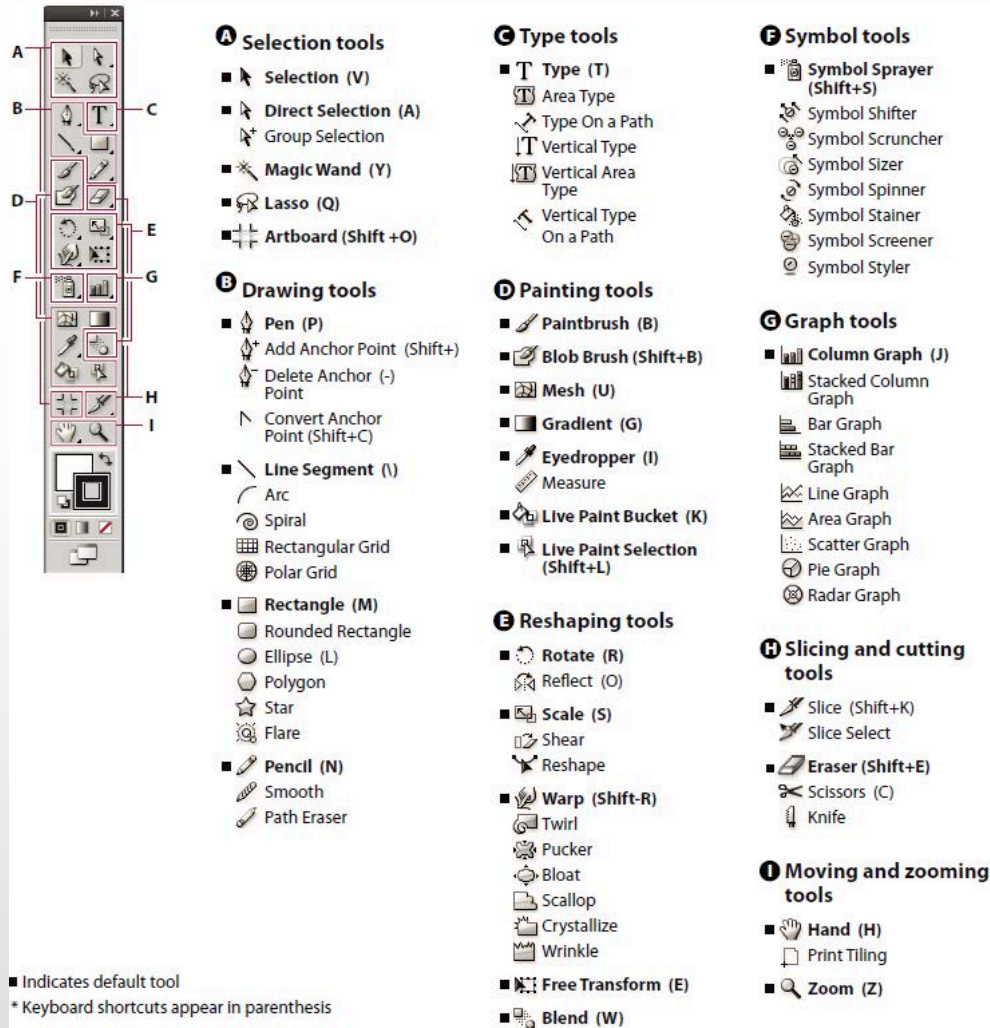 A
B
C
D
E
F
G
H
I
A Selection tools
■ Selection (V)
■ Direct Selection (A)
Group Selection
■ Magic Wand (Y)
■ Lasso (Q)
■ Artboard (Shift +O)
B Drawing tools
■ Pen (P)
Add Anchor Point (Shift+)
Delete Anchor (-)
Point
Convert Anchor
Point (Shift+C)
■ Line Segment (\)
Arc
Spiral
Rectangular Grid
Polar Grid
■ Rectangle (M)
Rounded Rectangle
Ellipse (L)
Polygon
Star
Flare
■ Pencil (N)
Smooth
Path Eraser
■ Indicates default tool
* Keyboard shortcuts appear in parenthesis
C Type tools
■ Type (T)
Area Type
Type On a Path
Vertical Type
Vertical Area
Type
Vertical Type
On a Path
D Painting tools
■ Paintbrush (B)
■ Blob Brush (Shift+B)
■ Mesh (U)
■ Gradient (G)
■ Eyedropper (I)
Measure
■ Live Paint Bucket (K)
■ Live Paint Selection
(Shift+L)
E Reshaping tools
■ Rotate (R)
Reflect (O)
■ Scale (S)
Shear
Reshape
■ Warp (Shift-R)
Twirl
Pucker
Bloat
Scallop
Crystallize
Wrinkle
■ Free Transform (E)
■ Blend (W)
F Symbol tools
■ Symbol Sprayer
(Shift+S)
Symbol Shifter
Symbol Scruncher
Symbol Sizer
Symbol Spinner
Symbol Stainer
Symbol Screener
Symbol Styler
G Graph tools
■ Column Graph (J)
Stacked Column
Graph
Bar Graph
Stacked Bar
Graph
Line Graph
Area Graph
Scatter Graph
Pie Graph
Radar Graph
H Slicing and cutting
tools
■ Slice (Shift+K)
Slice Select
■ Eraser (Shift+E)
Scissors (C)
Knife
I Moving and zooming
tools
■ Hand (H)
Print Tiling
■ Zoom (Z)